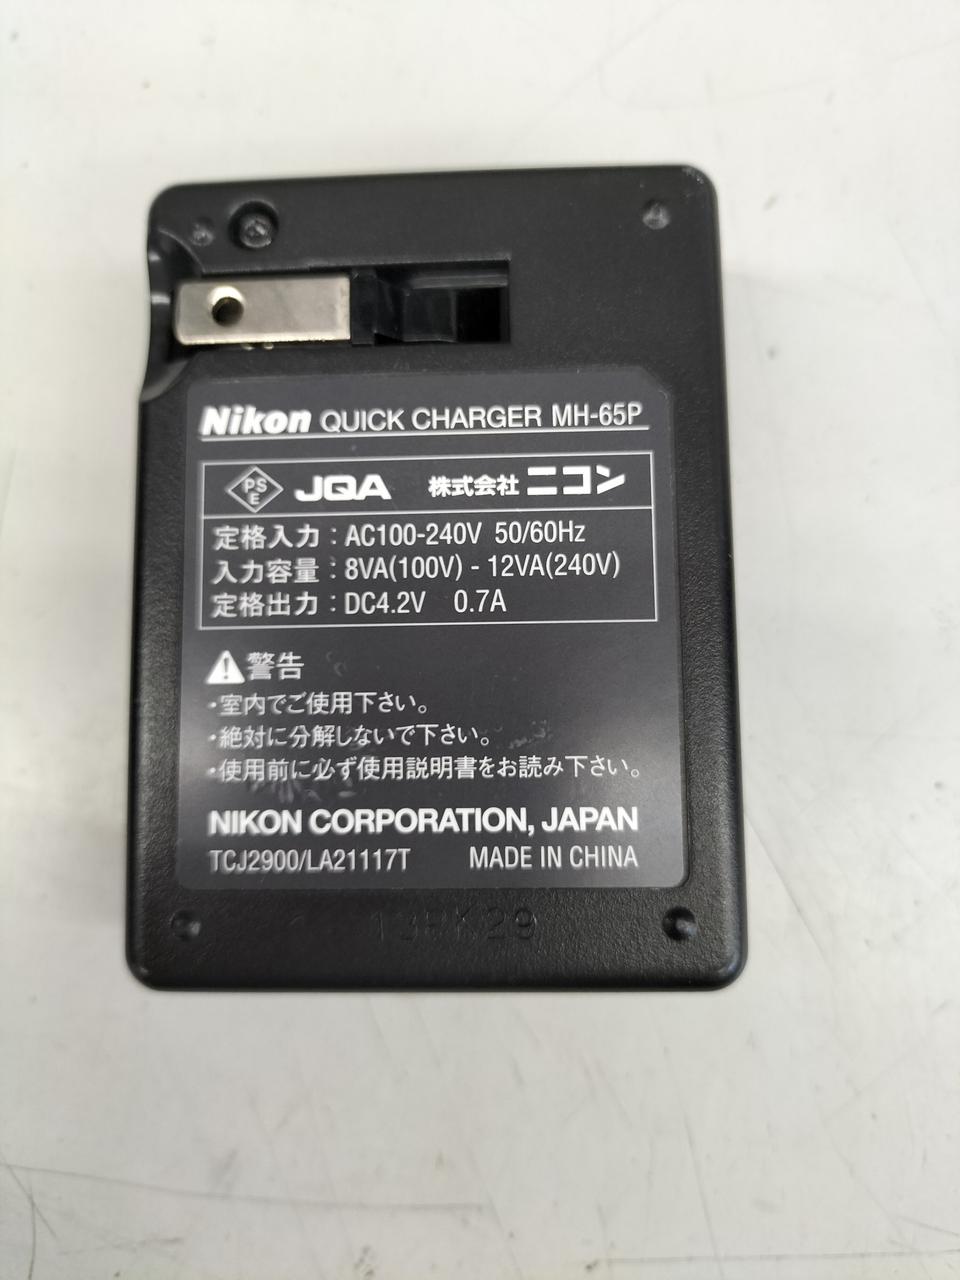 Nikon QUICK CHARGER MH-65P
PS E JQA 株式会社 ニコン
定格入力：AC100-240V 50/60Hz
入力容量：8VA(100V) - 12VA(240V)
定格出力：DC4.2V 0.7A
警告
・室内でご使用下さい。
・絶対に分解しないで下さい。
・使用前に必ず使用説明書をお読み下さい。
NIKON CORPORATION, JAPAN
TCJ2900/LA21117T MADE IN CHINA